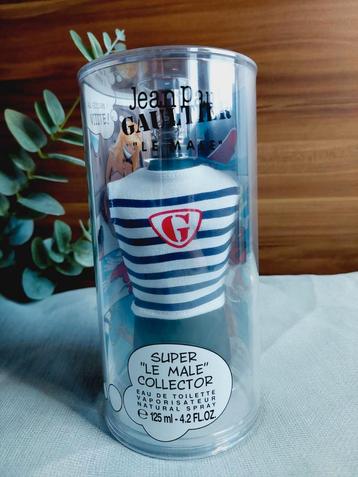 Jean Paul
GAULTIER
"LE MALE"
VITE!
G
SUPER
"LE MALE"
COLLECTOR
EAU DE TOILETTE
VAPORISATEUR
NATURAL SPRAY
℮ 125 ml - 4.2 FL.OZ.